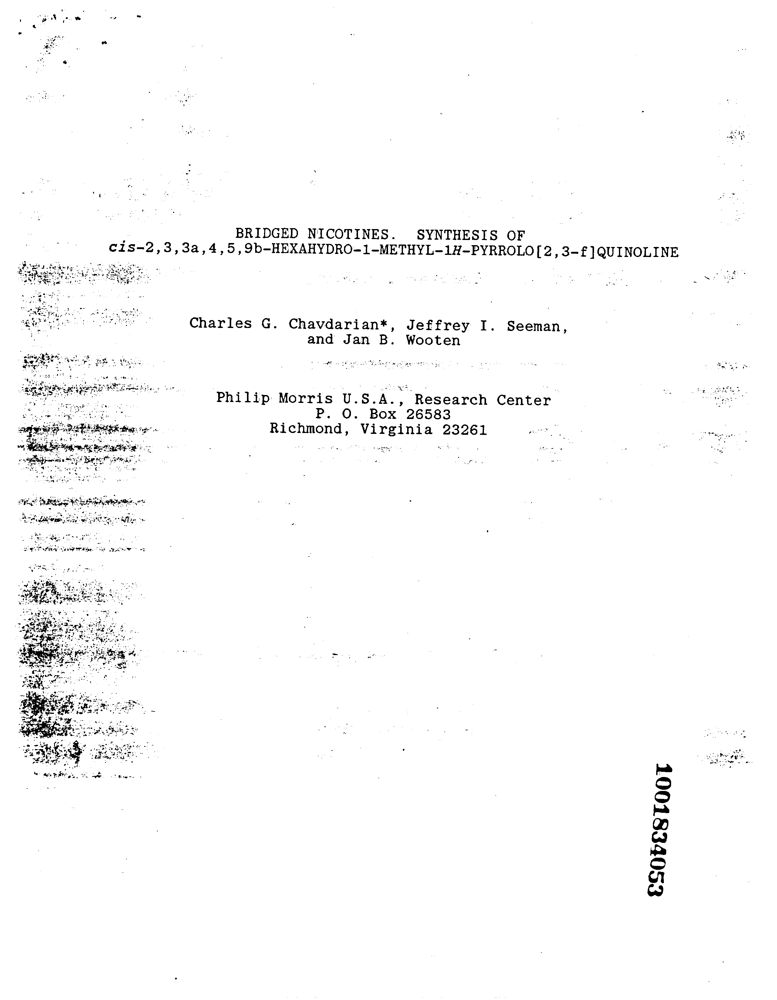 BRIDGED NICOTINES. SYNTHESIS OF
cis-2,3,3a,4,5,9b-HEXAHYDRO-1-METHYL-1H-PYRROLO[2,3-f]QUINOLINE
Charles G. Chavdarian*, Jeffrey I. Seeman,
and Jan B. Wooten
Philip Morris U.S.A., Research Center
P. O. Box 26583
Richmond, Virginia 23261
1001834053